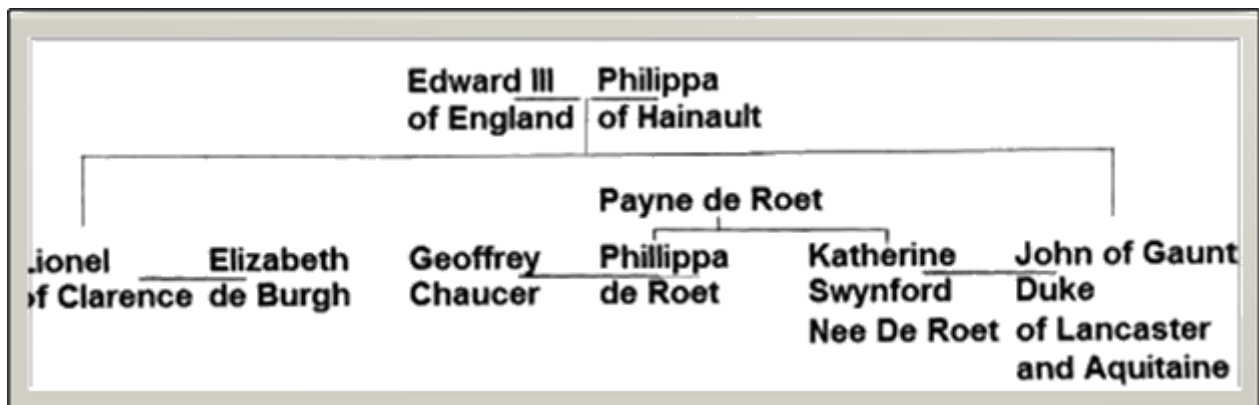 Edward III Philippa
of England of Hainault
Payne de Roet
.ionel Elizabeth Geoffrey Phillippa Katherine John of Gaunt
of Clarence de Burgh Chaucer de Roet Swynford Duke
Nee De Roet of Lancaster
and Aquitaine